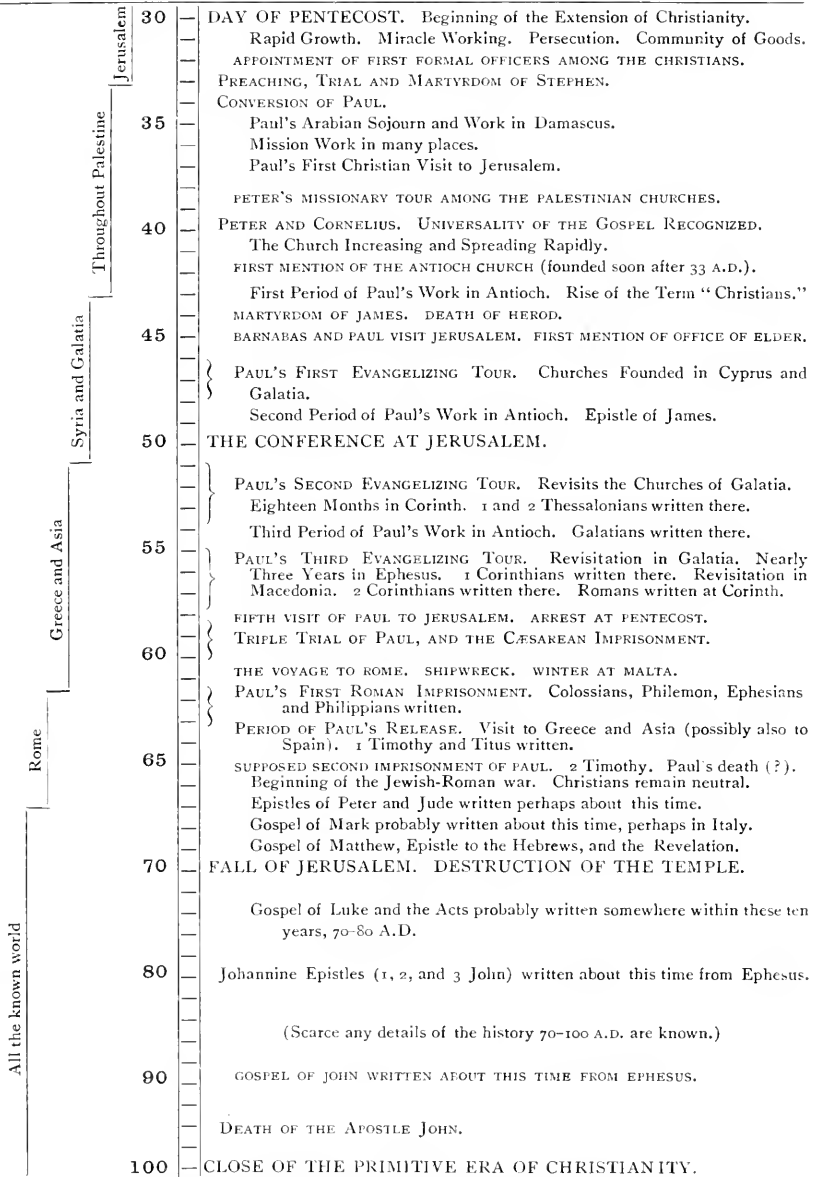 Jerusalem
Throughout Palestine
Syria and Galatia
Greece and Asia
Rome
All the known world
30 DAY OF PENTECOST. Beginning of the Extension of Christianity.
Rapid Growth. Miracle Working. Persecution. Community of Goods.
APPOINTMENT OF FIRST FORMAL OFFICERS AMONG THE CHRISTIANS.
PREACHING, TRIAL AND MARTYRDOM OF STEPHEN.
CONVERSION OF PAUL.
35 Paul's Arabian Sojourn and Work in Damascus.
Mission Work in many places.
Paul's First Christian Visit to Jerusalem.
PETER'S MISSIONARY TOUR AMONG THE PALESTINIAN CHURCHES.
40 PETER AND CORNELIUS. UNIVERSALITY OF THE GOSPEL RECOGNIZED.
The Church Increasing and Spreading Rapidly.
FIRST MENTION OF THE ANTIOCH CHURCH (founded soon after 33 A.D.).
First Period of Paul's Work in Antioch. Rise of the Term "Christians."
MARTYRDOM OF JAMES. DEATH OF HEROD.
45 BARNABAS AND PAUL VISIT JERUSALEM. FIRST MENTION OF OFFICE OF ELDER.
PAUL'S FIRST EVANGELIZING TOUR. Churches Founded in Cyprus and
Galatia.
Second Period of Paul's Work in Antioch. Epistle of James.
50 THE CONFERENCE AT JERUSALEM.
PAUL'S SECOND EVANGELIZING TOUR. Revisits the Churches of Galatia.
Eighteen Months in Corinth. 1 and 2 Thessalonians written there.
Third Period of Paul's Work in Antioch. Galatians written there.
55 PAUL'S THIRD EVANGELIZING TOUR. Revisitation in Galatia. Nearly
Three Years in Ephesus. 1 Corinthians written there. Revisitation in
Macedonia. 2 Corinthians written there. Romans written at Corinth.
FIFTH VISIT OF PAUL TO JERUSALEM. ARREST AT PENTECOST.
TRIPLE TRIAL OF PAUL, AND THE CÆSAREAN IMPRISONMENT.
60
THE VOYAGE TO ROME. SHIPWRECK. WINTER AT MALTA.
PAUL'S FIRST ROMAN IMPRISONMENT. Colossians, Philemon, Ephesians
and Philippians written.
PERIOD OF PAUL'S RELEASE. Visit to Greece and Asia (possibly also to
Spain). 1 Timothy and Titus written.
65 SUPPOSED SECOND IMPRISONMENT OF PAUL. 2 Timothy. Paul's death (?).
Beginning of the Jewish-Roman war. Christians remain neutral.
Epistles of Peter and Jude written perhaps about this time.
Gospel of Mark probably written about this time, perhaps in Italy.
Gospel of Matthew, Epistle to the Hebrews, and the Revelation.
70 FALL OF JERUSALEM. DESTRUCTION OF THE TEMPLE.
Gospel of Luke and the Acts probably written somewhere within these ten
years, 70-80 A.D.
80 Johannine Epistles (1, 2, and 3 John) written about this time from Ephesus.
(Scarce any details of the history 70-100 A.D. are known.)
90 GOSPEL OF JOHN WRITTEN ABOUT THIS TIME FROM EPHESUS.
DEATH OF THE APOSTLE JOHN.
100 CLOSE OF THE PRIMITIVE ERA OF CHRISTIANITY.